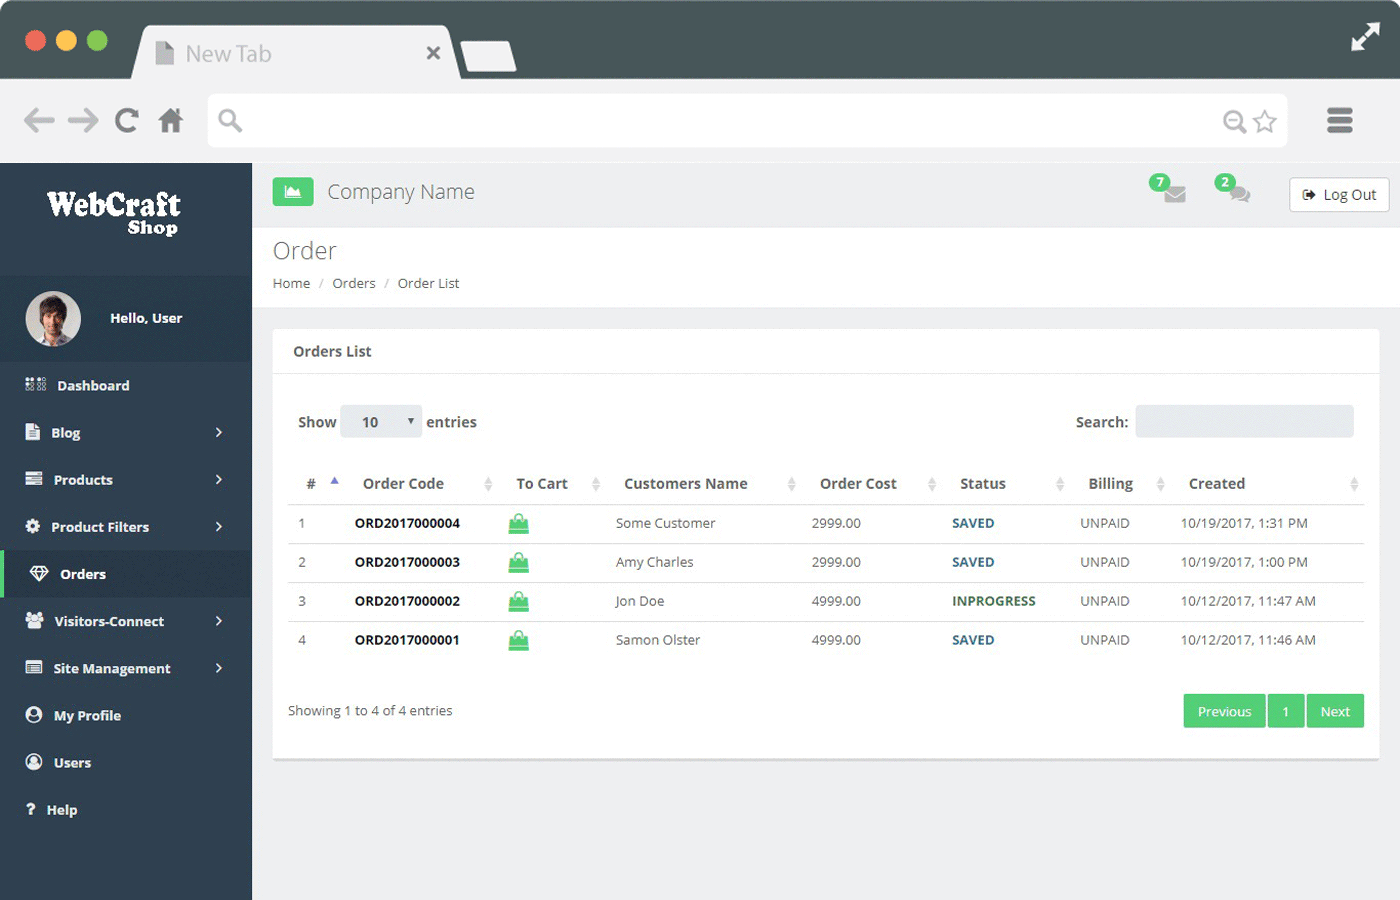 New Tab
WebCraft
Shop
Company Name
7
2
Log Out
Order
Home / Orders / Order List
Hello, User
Dashboard
Blog
Products
Product Filters
Orders
Visitors-Connect
Site Management
My Profile
Users
? Help
Orders List
Show 10 entries
Search:
# Order Code To Cart Customers Name Order Cost Status Billing Created
1 ORD2017000004 Some Customer 2999.00 SAVED UNPAID 10/19/2017, 1:31 PM
2 ORD2017000003 Amy Charles 2999.00 SAVED UNPAID 10/19/2017, 1:00 PM
3 ORD2017000002 Jon Doe 4999.00 INPROGRESS UNPAID 10/12/2017, 11:47 AM
4 ORD2017000001 Samon Olster 4999.00 SAVED UNPAID 10/12/2017, 11:46 AM
Showing 1 to 4 of 4 entries
Previous 1 Next